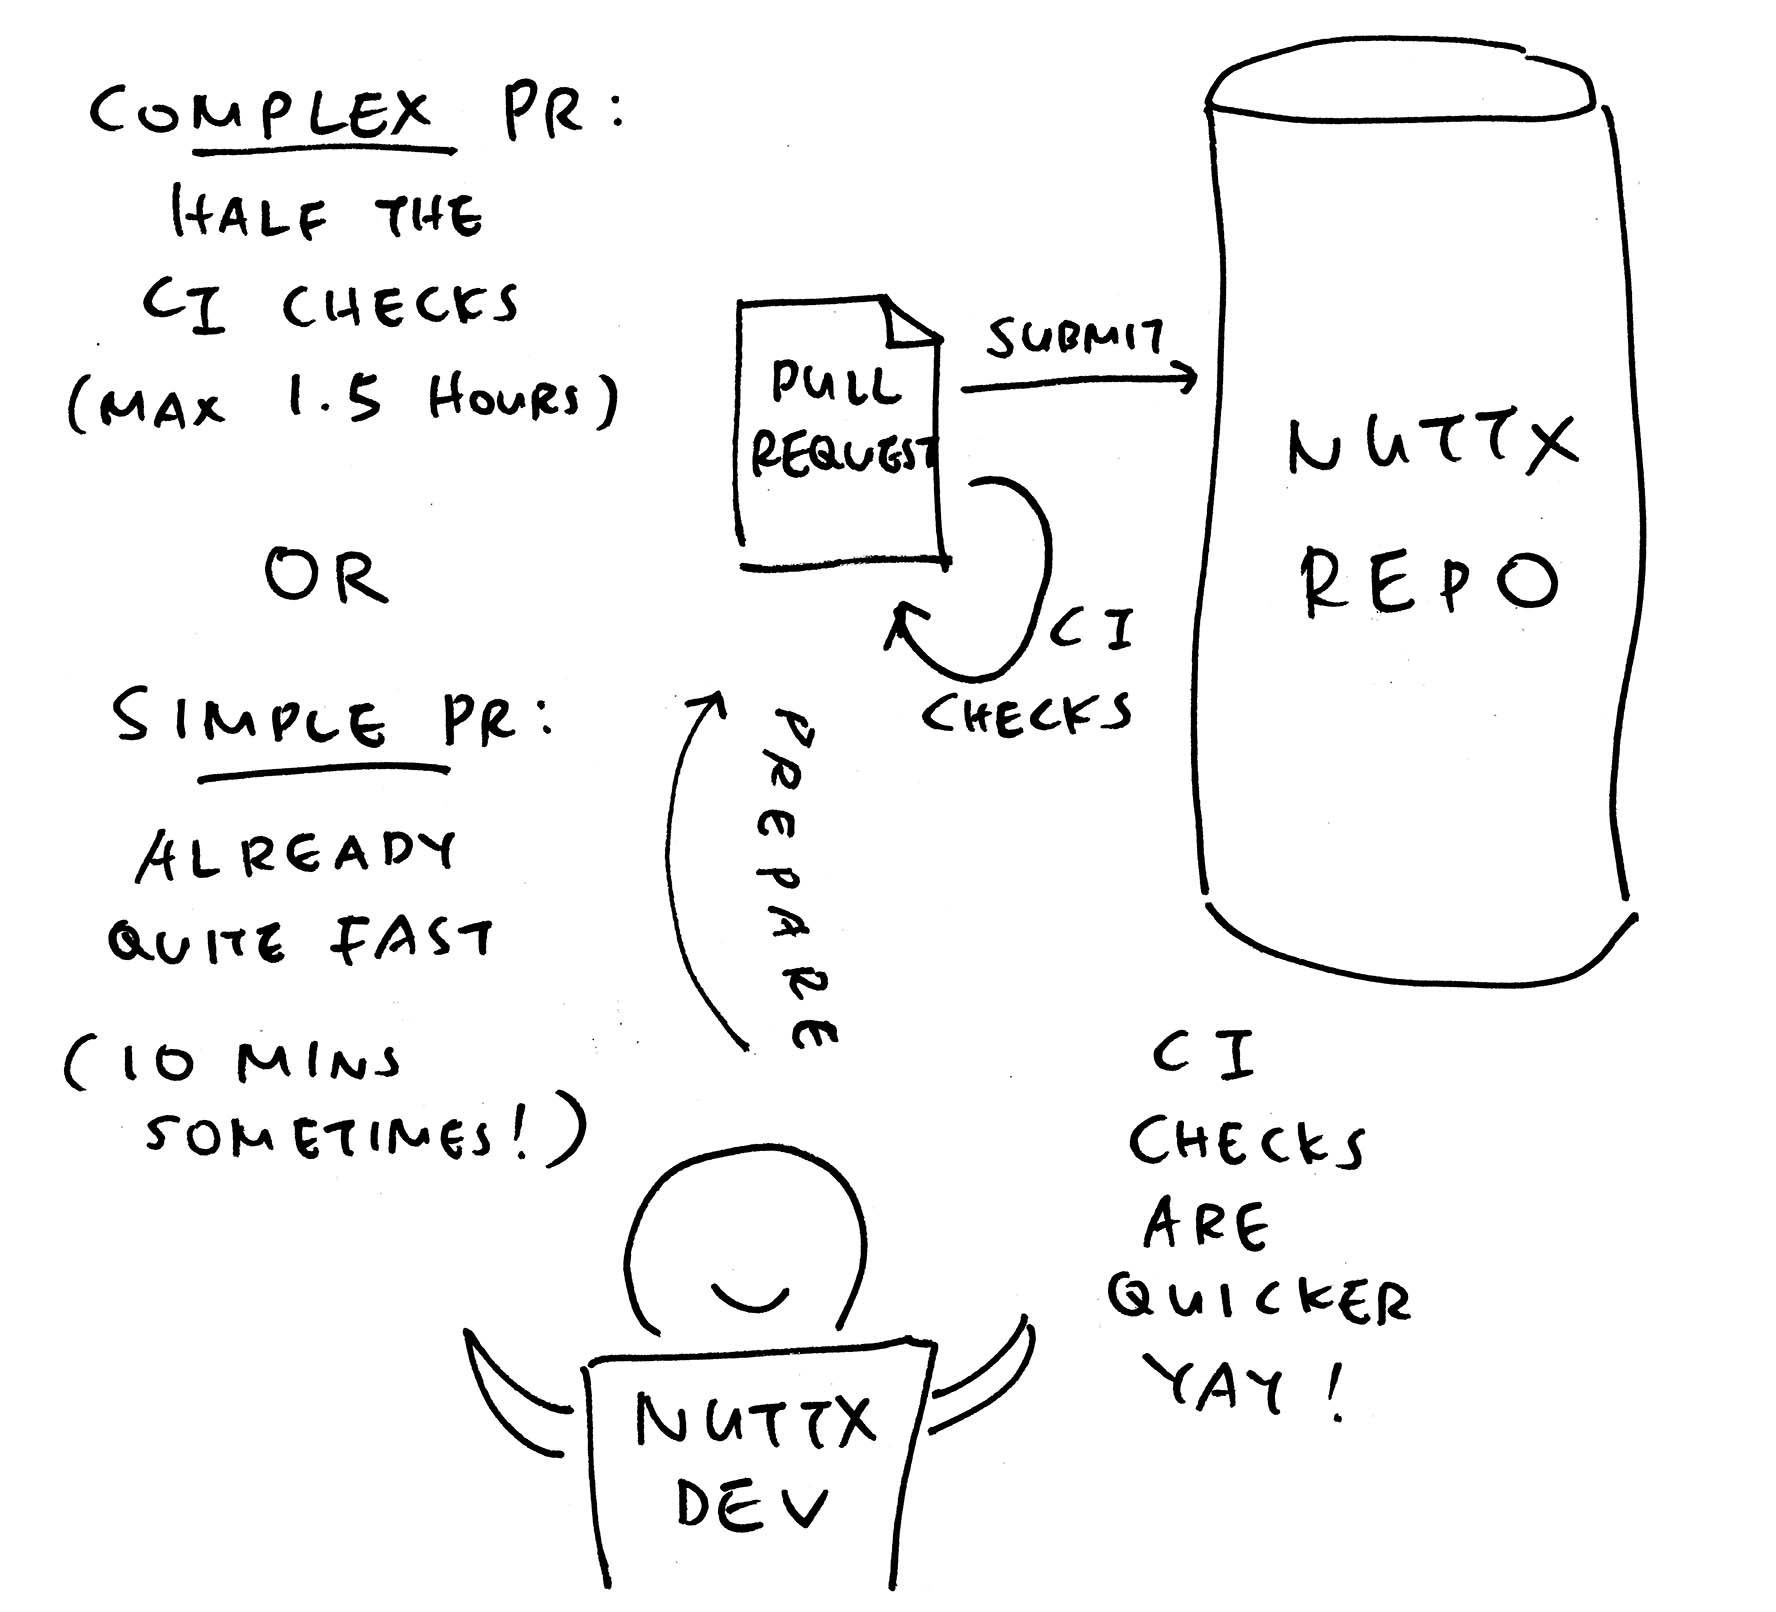 COMPLEX PR:
HALF THE
CI CHECKS
(MAX 1.5 HOURS)
OR
SIMPLE PR:
ALREADY
QUITE FAST
(10 MINS
SOMETIMES!)
PULL
REQUEST
SUBMIT
CI
CHECKS
PREPARE
NUTTX
REPO
CI
CHECKS
ARE
QUICKER
YAY!
NUTTX
DEV